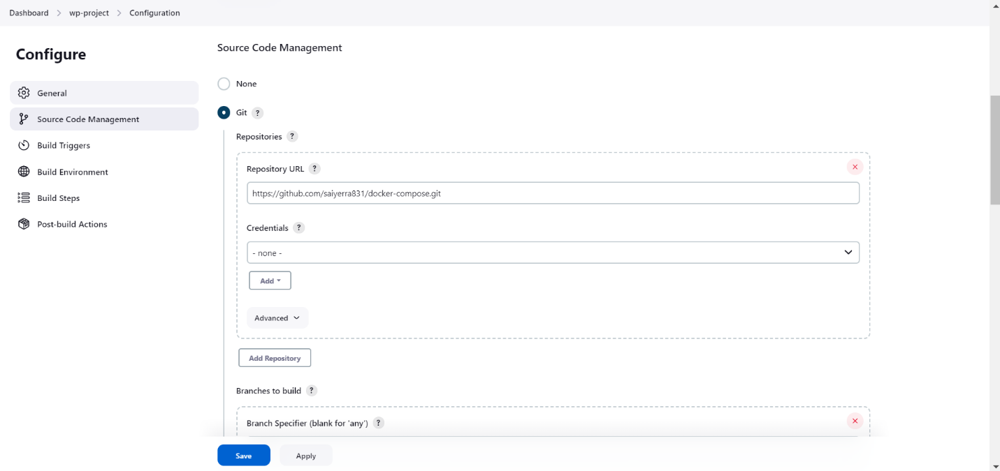 Dashboard > wp-project > Configuration
Configure
General
Source Code Management
Build Triggers
Build Environment
Build Steps
Post-build Actions
Source Code Management
None
Git ?
Repositories ?
Repository URL ?
https://github.com/saiyerra831/docker-compose.git
Credentials ?
- none -
Add
Advanced
Add Repository
Branches to build ?
Branch Specifier (blank for 'any') ?
Save Apply